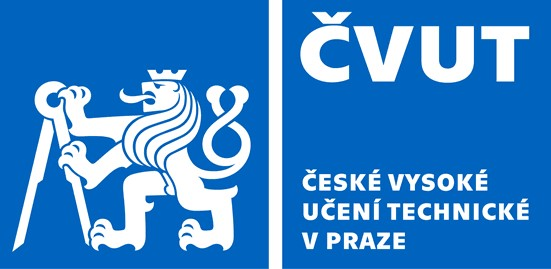 ČVUT
ČESKÉ VYSOKÉ
UČENÍ TECHNICKÉ
V PRAZE